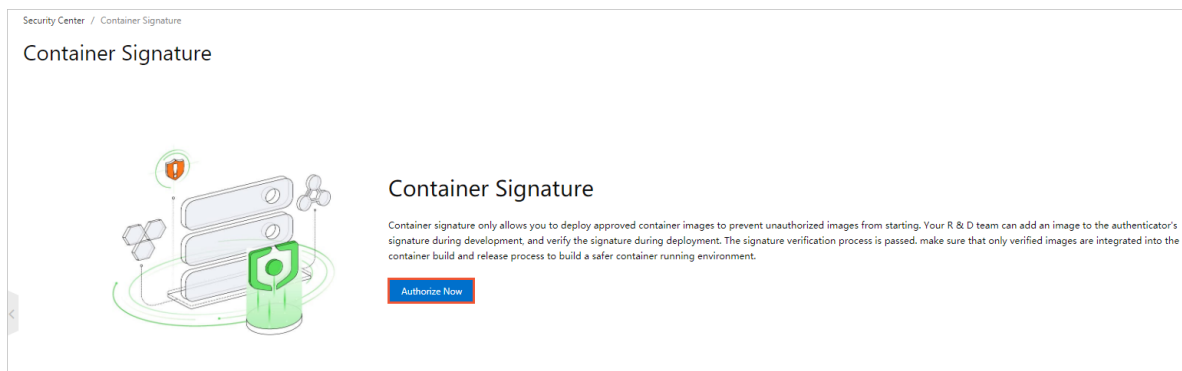 Security Center / Container Signature
Container Signature
Container Signature
Container signature only allows you to deploy approved container images to prevent unauthorized images from starting. Your R & D team can add an image to the authenticator's
signature during development, and verify the signature during deployment. The signature verification process is passed. make sure that only verified images are integrated into the
container build and release process to build a safer container running environment.
Authorize Now